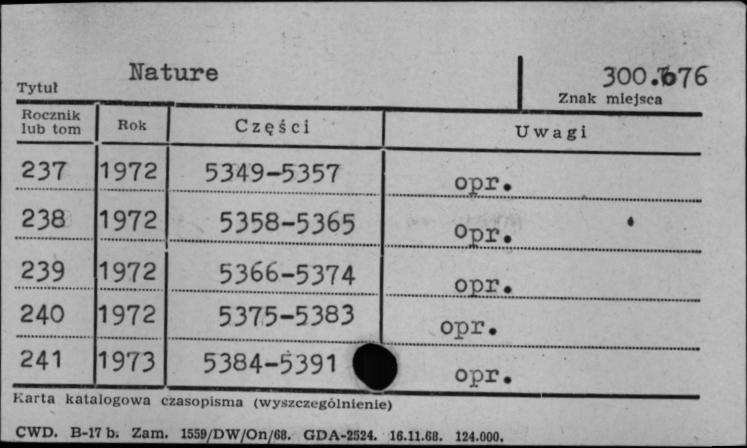 Nature
300.676
Tytuł
Znak miejsca
Rocznik lub tom Rok Części Uwagi
237 1972 5349-5357 opr.
238 1972 5358-5365 opr.
239 1972 5366-5374 opr.
240 1972 5375-5383 opr.
241 1973 5384-5391 opr.
Karta katalogowa czasopisma (wyszczególnienie)
CWD. B-17 b. Zam. 1559/DW/On/68. GDA-2524. 16.11.68. 124.000.